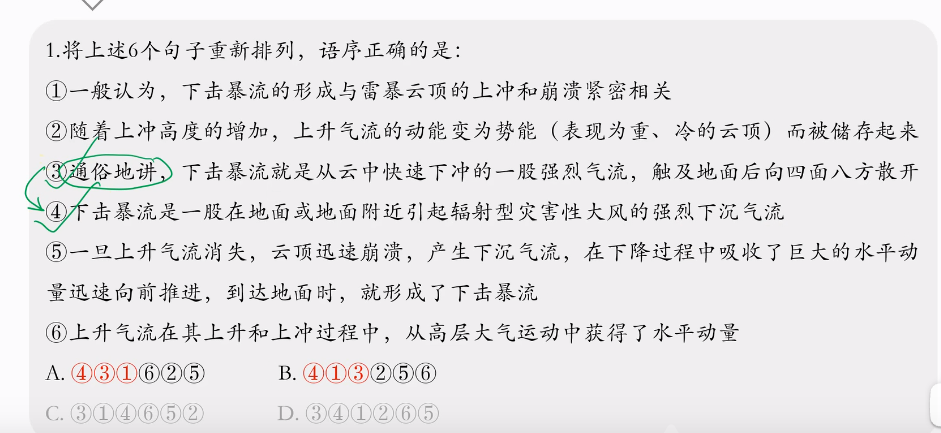 1.将上述6个句子重新排列，语序正确的是：
①一般认为，下击暴流的形成与雷暴云顶的上冲和崩溃紧密相关
②随着上冲高度的增加，上升气流的动能变为势能（表现为重、冷的云顶）而被储存起来
③通俗地讲，下击暴流就是从云中快速下冲的一股强烈气流，触及地面后向四面八方散开
④下击暴流是一股在地面或地面附近引起辐射型灾害性大风的强烈下沉气流
⑤一旦上升气流消失，云顶迅速崩溃，产生下沉气流，在下降过程中吸收了巨大的水平动
量迅速向前推进，到达地面时，就形成了下击暴流
⑥上升气流在其上升和上冲过程中，从高层大气运动中获得了水平动量
A. ④③①⑥②⑤ B. ④①③②⑤⑥
C. ③①④⑥⑤② D. ③④①②⑥⑤